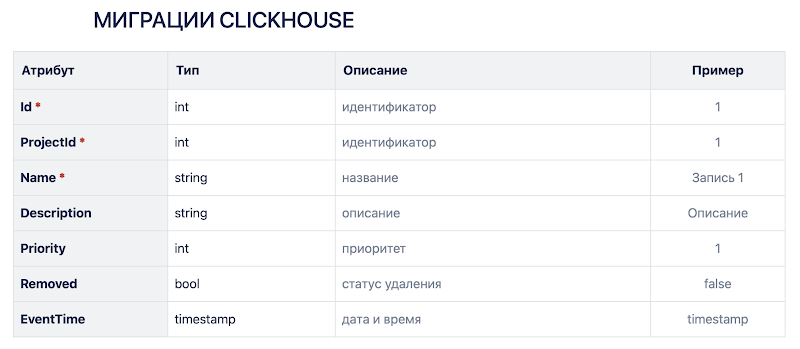 МИГРАЦИИ CLICKHOUSE
Атрибут Тип Описание Пример
Id * int идентификатор 1
ProjectId * int идентификатор 1
Name * string название Запись 1
Description string описание Описание
Priority int приоритет 1
Removed bool статус удаления false
EventTime timestamp дата и время timestamp